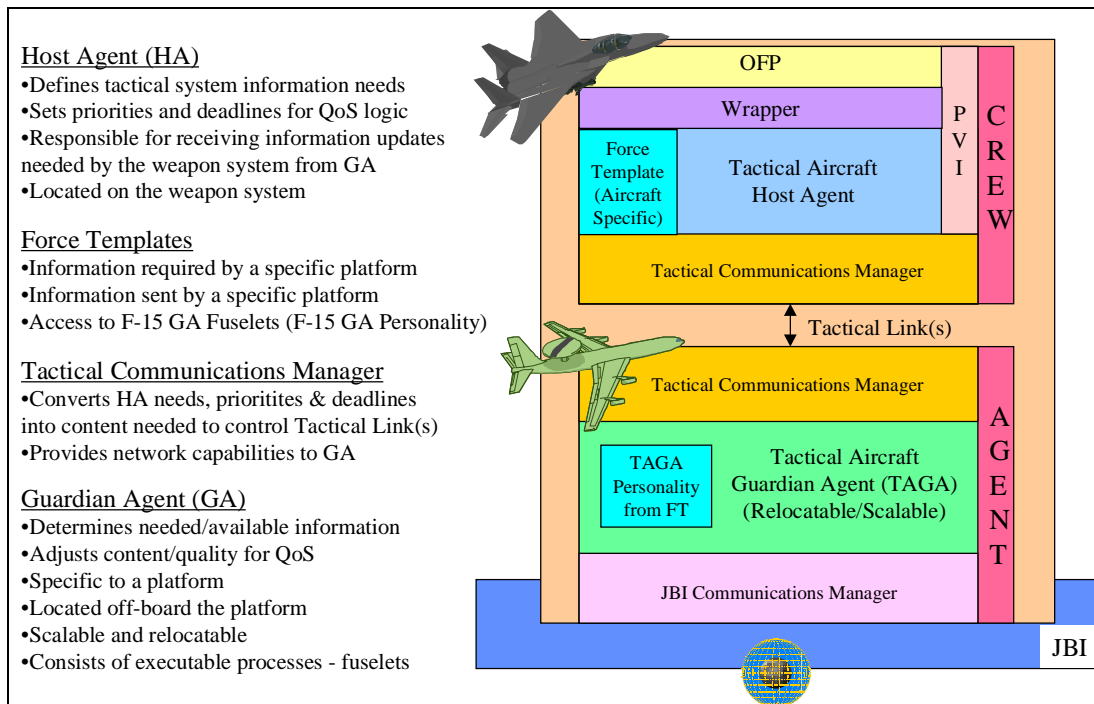 Host Agent (HA)
•Defines tactical system information needs
•Sets priorities and deadlines for QoS logic
•Responsible for receiving information updates
needed by the weapon system from GA
•Located on the weapon system
Force Templates
•Information required by a specific platform
•Information sent by a specific platform
•Access to F-15 GA Fuselets (F-15 GA Personality)
Tactical Communications Manager
•Converts HA needs, prioritites & deadlines
into content needed to control Tactical Link(s)
•Provides network capabilities to GA
Guardian Agent (GA)
•Determines needed/available information
•Adjusts content/quality for QoS
•Specific to a platform
•Located off-board the platform
•Scalable and relocatable
•Consists of executable processes - fuselets
OFP
Wrapper
Force
Template
(Aircraft
Specific)
Tactical Aircraft
Host Agent
P
V
I
C
R
E
W
Tactical Communications Manager
Tactical Link(s)
Tactical Communications Manager
TAGA
Personality
from FT
Tactical Aircraft
Guardian Agent (TAGA)
(Relocatable/Scalable)
A
G
E
N
T
JBI Communications Manager
JBI